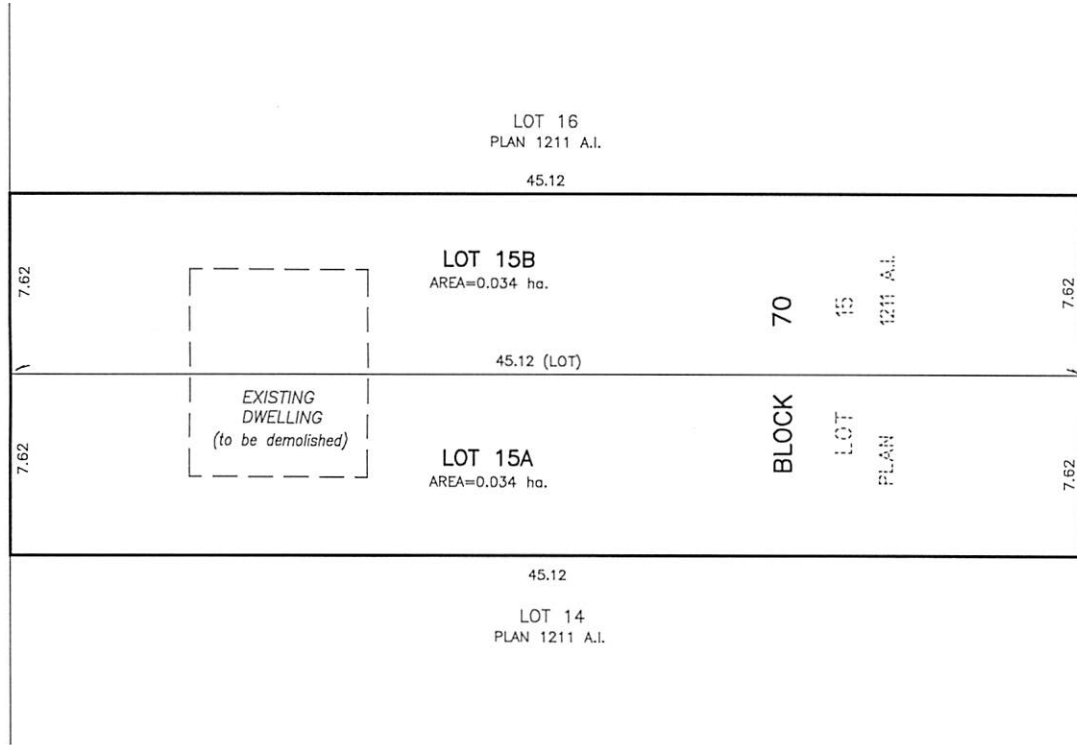 LOT 16
PLAN 1211 A.I.
45.12
7.62
LOT 15B
AREA=0.034 ha.
7.62
45.12 (LOT)
EXISTING
DWELLING
(to be demolished)
7.62
LOT 15A
AREA=0.034 ha.
BLOCK 70
LOT 15
PLAN 1211 A.I.
7.62
45.12
LOT 14
PLAN 1211 A.I.